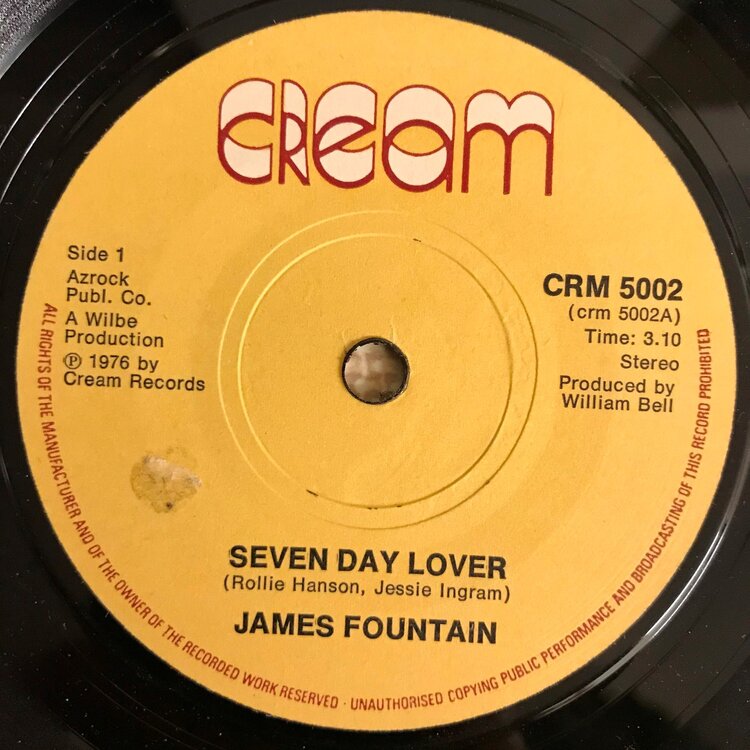 CREAM
Side 1
Azrock
Publ. Co.
A Wilbe
Production
℗ 1976 by
Cream Records
CRM 5002
(crm 5002A)
Time: 3.10
Stereo
Produced by
William Bell
SEVEN DAY LOVER
(Rollie Hanson, Jessie Ingram)
JAMES FOUNTAIN
ALL RIGHTS OF THE MANUFACTURER AND OF THE OWNER OF THE RECORDED WORK RESERVED · UNAUTHORISED COPYING PUBLIC PERFORMANCE AND BROADCASTING OF THIS RECORD PROHIBITED